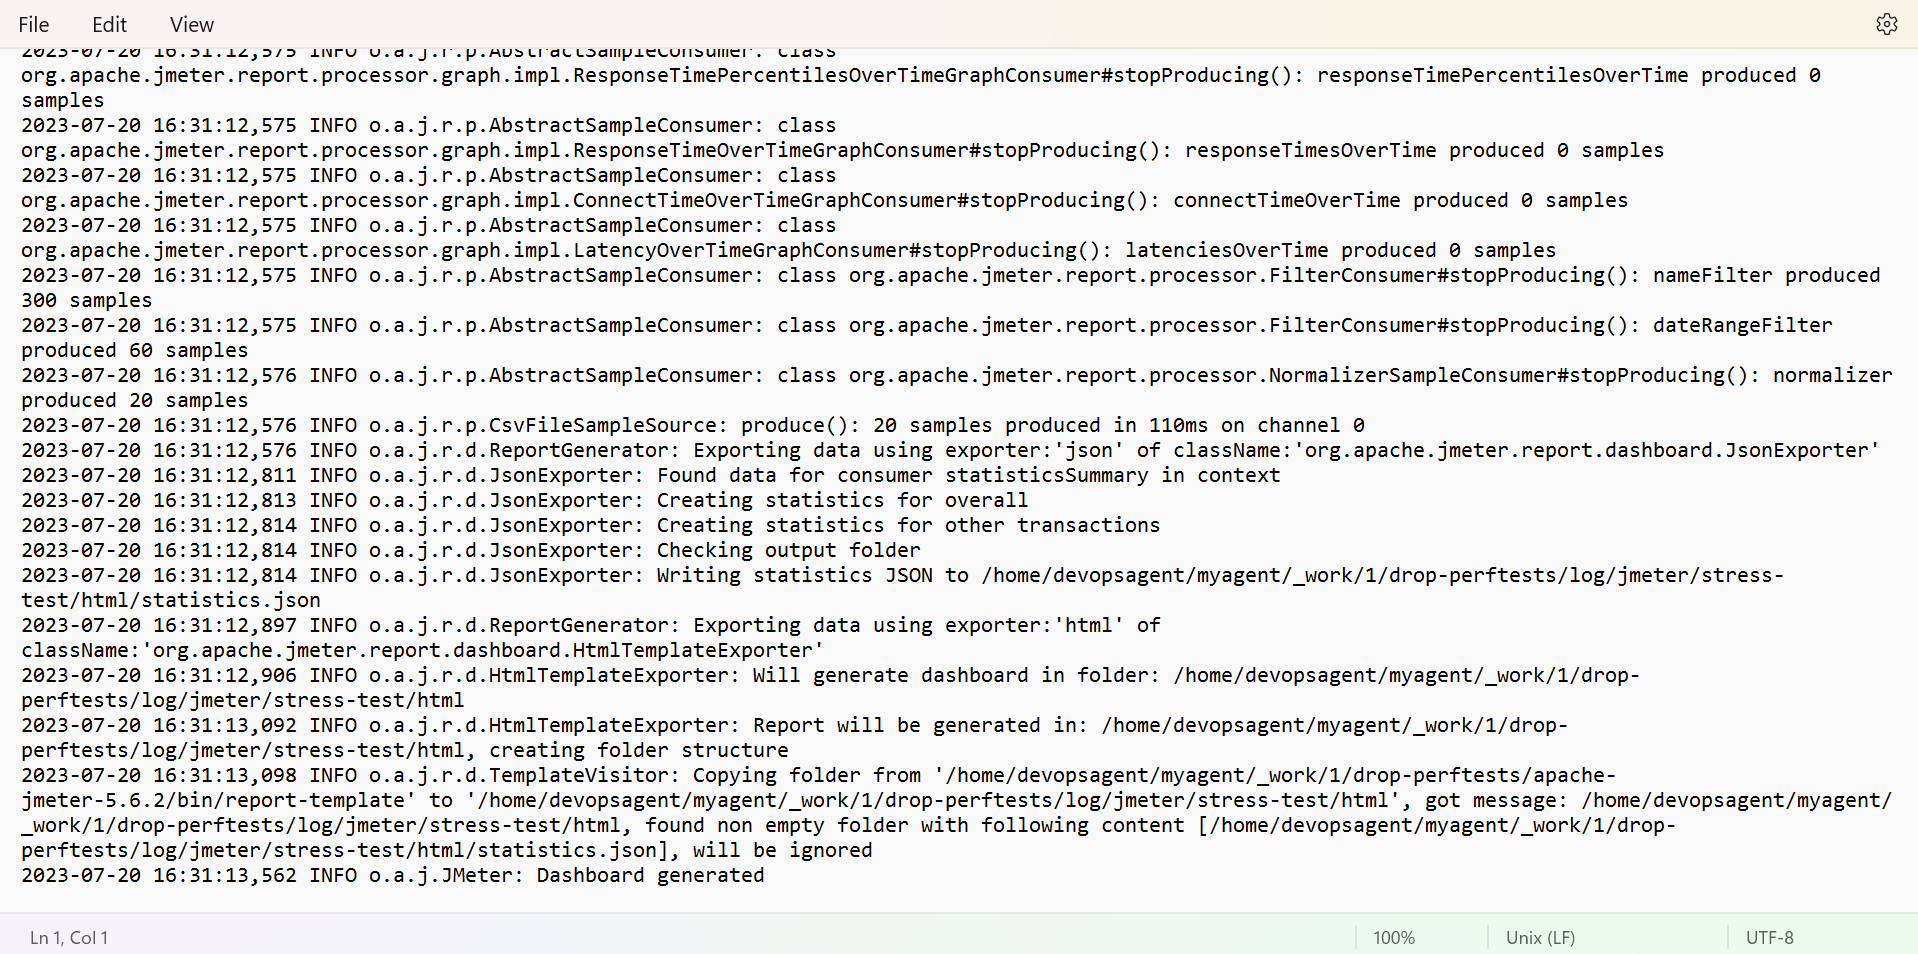 File Edit View
2023-07-20 16:31:12,575 INFO o.a.j.r.p.AbstractSampleConsumer: class
org.apache.jmeter.report.processor.graph.impl.ResponseTimePercentilesOverTimeGraphConsumer#stopProducing(): responseTimePercentilesOverTime produced 0
samples
2023-07-20 16:31:12,575 INFO o.a.j.r.p.AbstractSampleConsumer: class
org.apache.jmeter.report.processor.graph.impl.ResponseTimeOverTimeGraphConsumer#stopProducing(): responseTimesOverTime produced 0 samples
2023-07-20 16:31:12,575 INFO o.a.j.r.p.AbstractSampleConsumer: class
org.apache.jmeter.report.processor.graph.impl.ConnectTimeOverTimeGraphConsumer#stopProducing(): connectTimeOverTime produced 0 samples
2023-07-20 16:31:12,575 INFO o.a.j.r.p.AbstractSampleConsumer: class
org.apache.jmeter.report.processor.graph.impl.LatencyOverTimeGraphConsumer#stopProducing(): latenciesOverTime produced 0 samples
2023-07-20 16:31:12,575 INFO o.a.j.r.p.AbstractSampleConsumer: class org.apache.jmeter.report.processor.FilterConsumer#stopProducing(): nameFilter produced
300 samples
2023-07-20 16:31:12,575 INFO o.a.j.r.p.AbstractSampleConsumer: class org.apache.jmeter.report.processor.FilterConsumer#stopProducing(): dateRangeFilter
produced 60 samples
2023-07-20 16:31:12,576 INFO o.a.j.r.p.AbstractSampleConsumer: class org.apache.jmeter.report.processor.NormalizerSampleConsumer#stopProducing(): normalizer
produced 20 samples
2023-07-20 16:31:12,576 INFO o.a.j.r.p.CsvFileSampleSource: produce(): 20 samples produced in 110ms on channel 0
2023-07-20 16:31:12,576 INFO o.a.j.r.d.ReportGenerator: Exporting data using exporter:'json' of className:'org.apache.jmeter.report.dashboard.JsonExporter'
2023-07-20 16:31:12,811 INFO o.a.j.r.d.JsonExporter: Found data for consumer statisticsSummary in context
2023-07-20 16:31:12,813 INFO o.a.j.r.d.JsonExporter: Creating statistics for overall
2023-07-20 16:31:12,814 INFO o.a.j.r.d.JsonExporter: Creating statistics for other transactions
2023-07-20 16:31:12,814 INFO o.a.j.r.d.JsonExporter: Checking output folder
2023-07-20 16:31:12,814 INFO o.a.j.r.d.JsonExporter: Writing statistics JSON to /home/devopsagent/myagent/_work/1/drop-perftests/log/jmeter/stress-
test/html/statistics.json
2023-07-20 16:31:12,897 INFO o.a.j.r.d.ReportGenerator: Exporting data using exporter:'html' of
className:'org.apache.jmeter.report.dashboard.HtmlTemplateExporter'
2023-07-20 16:31:12,906 INFO o.a.j.r.d.HtmlTemplateExporter: Will generate dashboard in folder: /home/devopsagent/myagent/_work/1/drop-
perftests/log/jmeter/stress-test/html
2023-07-20 16:31:13,092 INFO o.a.j.r.d.HtmlTemplateExporter: Report will be generated in: /home/devopsagent/myagent/_work/1/drop-
perftests/log/jmeter/stress-test/html, creating folder structure
2023-07-20 16:31:13,098 INFO o.a.j.r.d.TemplateVisitor: Copying folder from '/home/devopsagent/myagent/_work/1/drop-perftests/apache-
jmeter-5.6.2/bin/report-template' to '/home/devopsagent/myagent/_work/1/drop-perftests/log/jmeter/stress-test/html', got message: /home/devopsagent/myagent/
_work/1/drop-perftests/log/jmeter/stress-test/html, found non empty folder with following content [/home/devopsagent/myagent/_work/1/drop-
perftests/log/jmeter/stress-test/html/statistics.json], will be ignored
2023-07-20 16:31:13,562 INFO o.a.j.JMeter: Dashboard generated
Ln 1, Col 1 100% Unix (LF) UTF-8